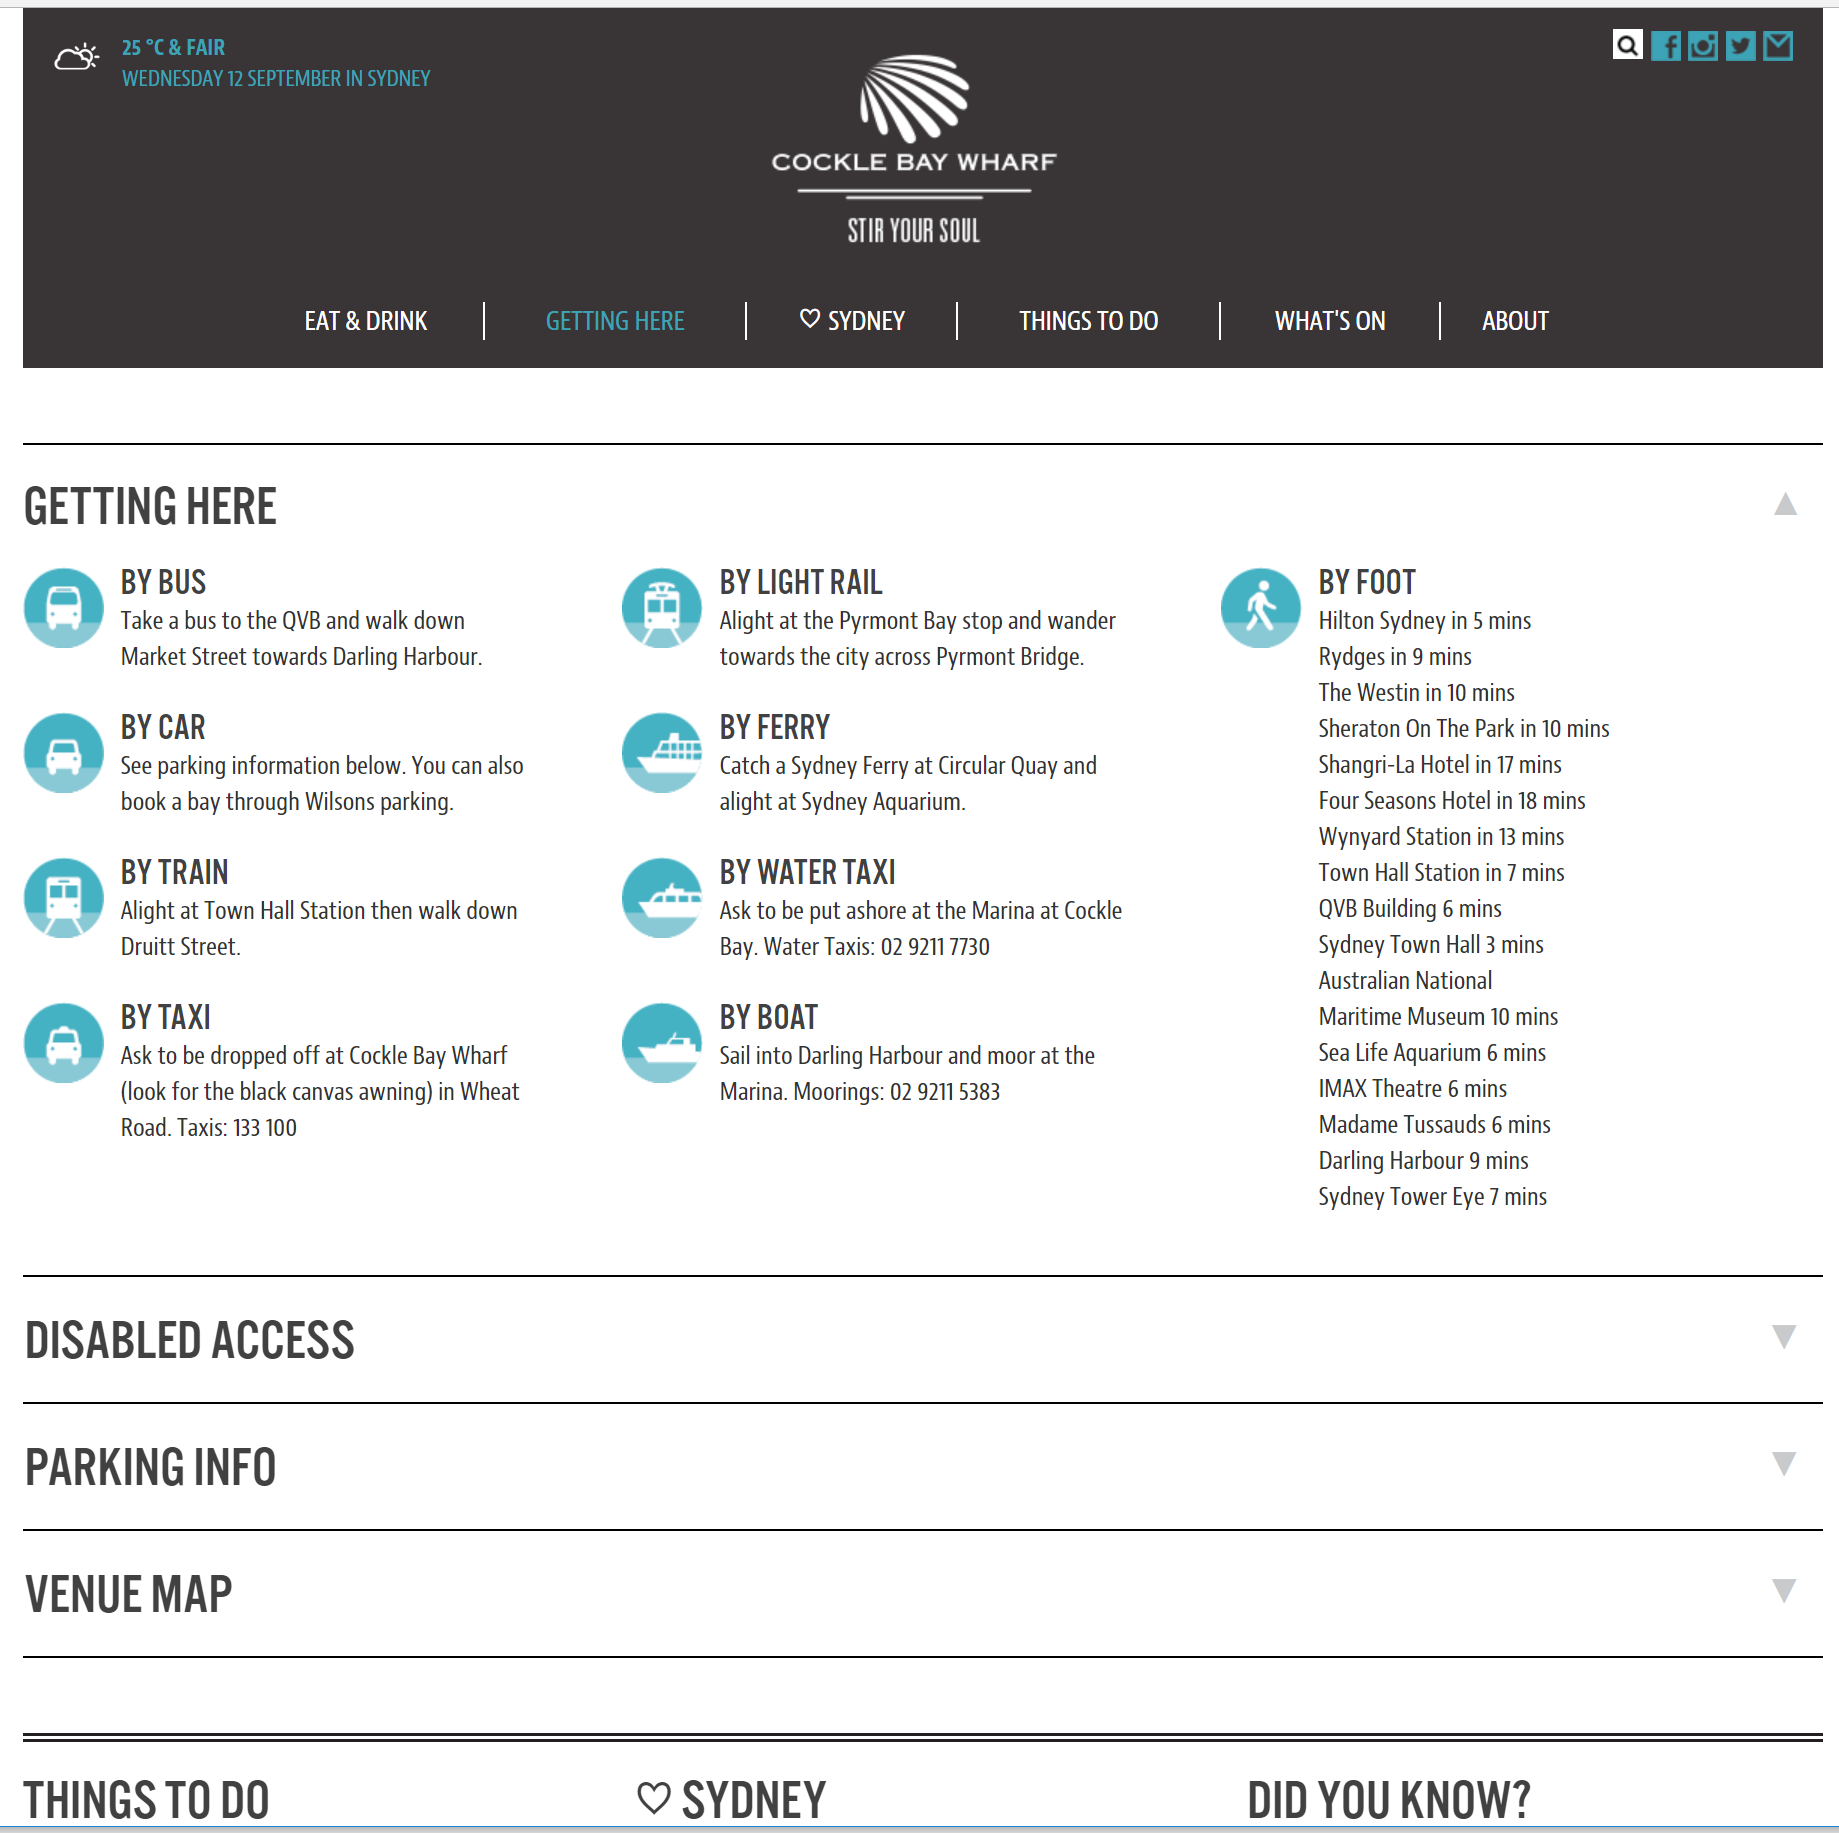 25 °C & FAIR
WEDNESDAY 12 SEPTEMBER IN SYDNEY
COCKLE BAY WHARF
STIR YOUR SOUL
EAT & DRINK
GETTING HERE
♡ SYDNEY
THINGS TO DO
WHAT'S ON
ABOUT
GETTING HERE
BY BUS
Take a bus to the QVB and walk down
Market Street towards Darling Harbour.
BY CAR
See parking information below. You can also
book a bay through Wilsons parking.
BY TRAIN
Alight at Town Hall Station then walk down
Druitt Street.
BY TAXI
Ask to be dropped off at Cockle Bay Wharf
(look for the black canvas awning) in Wheat
Road. Taxis: 133 100
BY LIGHT RAIL
Alight at the Pyrmont Bay stop and wander
towards the city across Pyrmont Bridge.
BY FERRY
Catch a Sydney Ferry at Circular Quay and
alight at Sydney Aquarium.
BY WATER TAXI
Ask to be put ashore at the Marina at Cockle
Bay. Water Taxis: 02 9211 7730
BY BOAT
Sail into Darling Harbour and moor at the
Marina. Moorings: 02 9211 5383
BY FOOT
Hilton Sydney in 5 mins
Rydges in 9 mins
The Westin in 10 mins
Sheraton On The Park in 10 mins
Shangri-La Hotel in 17 mins
Four Seasons Hotel in 18 mins
Wynyard Station in 13 mins
Town Hall Station in 7 mins
QVB Building 6 mins
Sydney Town Hall 3 mins
Australian National
Maritime Museum 10 mins
Sea Life Aquarium 6 mins
IMAX Theatre 6 mins
Madame Tussauds 6 mins
Darling Harbour 9 mins
Sydney Tower Eye 7 mins
DISABLED ACCESS
PARKING INFO
VENUE MAP
THINGS TO DO
♡ SYDNEY
DID YOU KNOW?